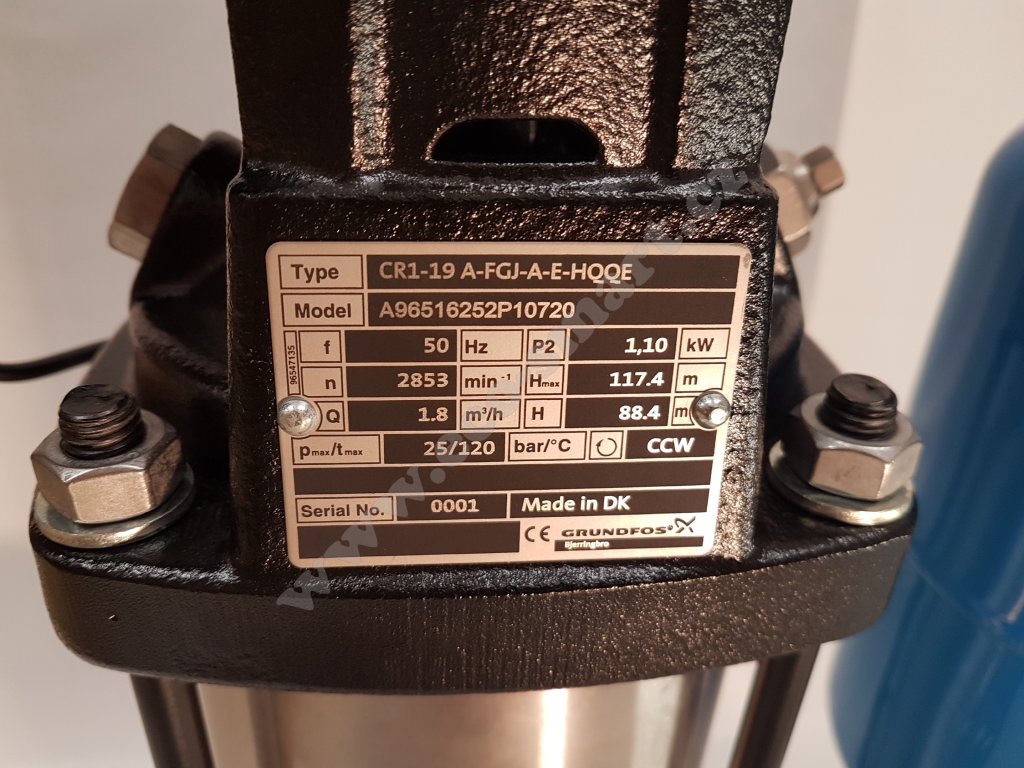 Type CR1-19 A-FGJ-A-E-HQQE
Model A96516252P10720
96547135
f 50 Hz P2 1,10 kW
n 2853 min⁻¹ Hmax 117.4 m
Q 1.8 m³/h H 88.4 m
pmax/tmax 25/120 bar/°C CCW
Serial No. 0001 Made in DK
CE GRUNDFOS
Bjerringbro